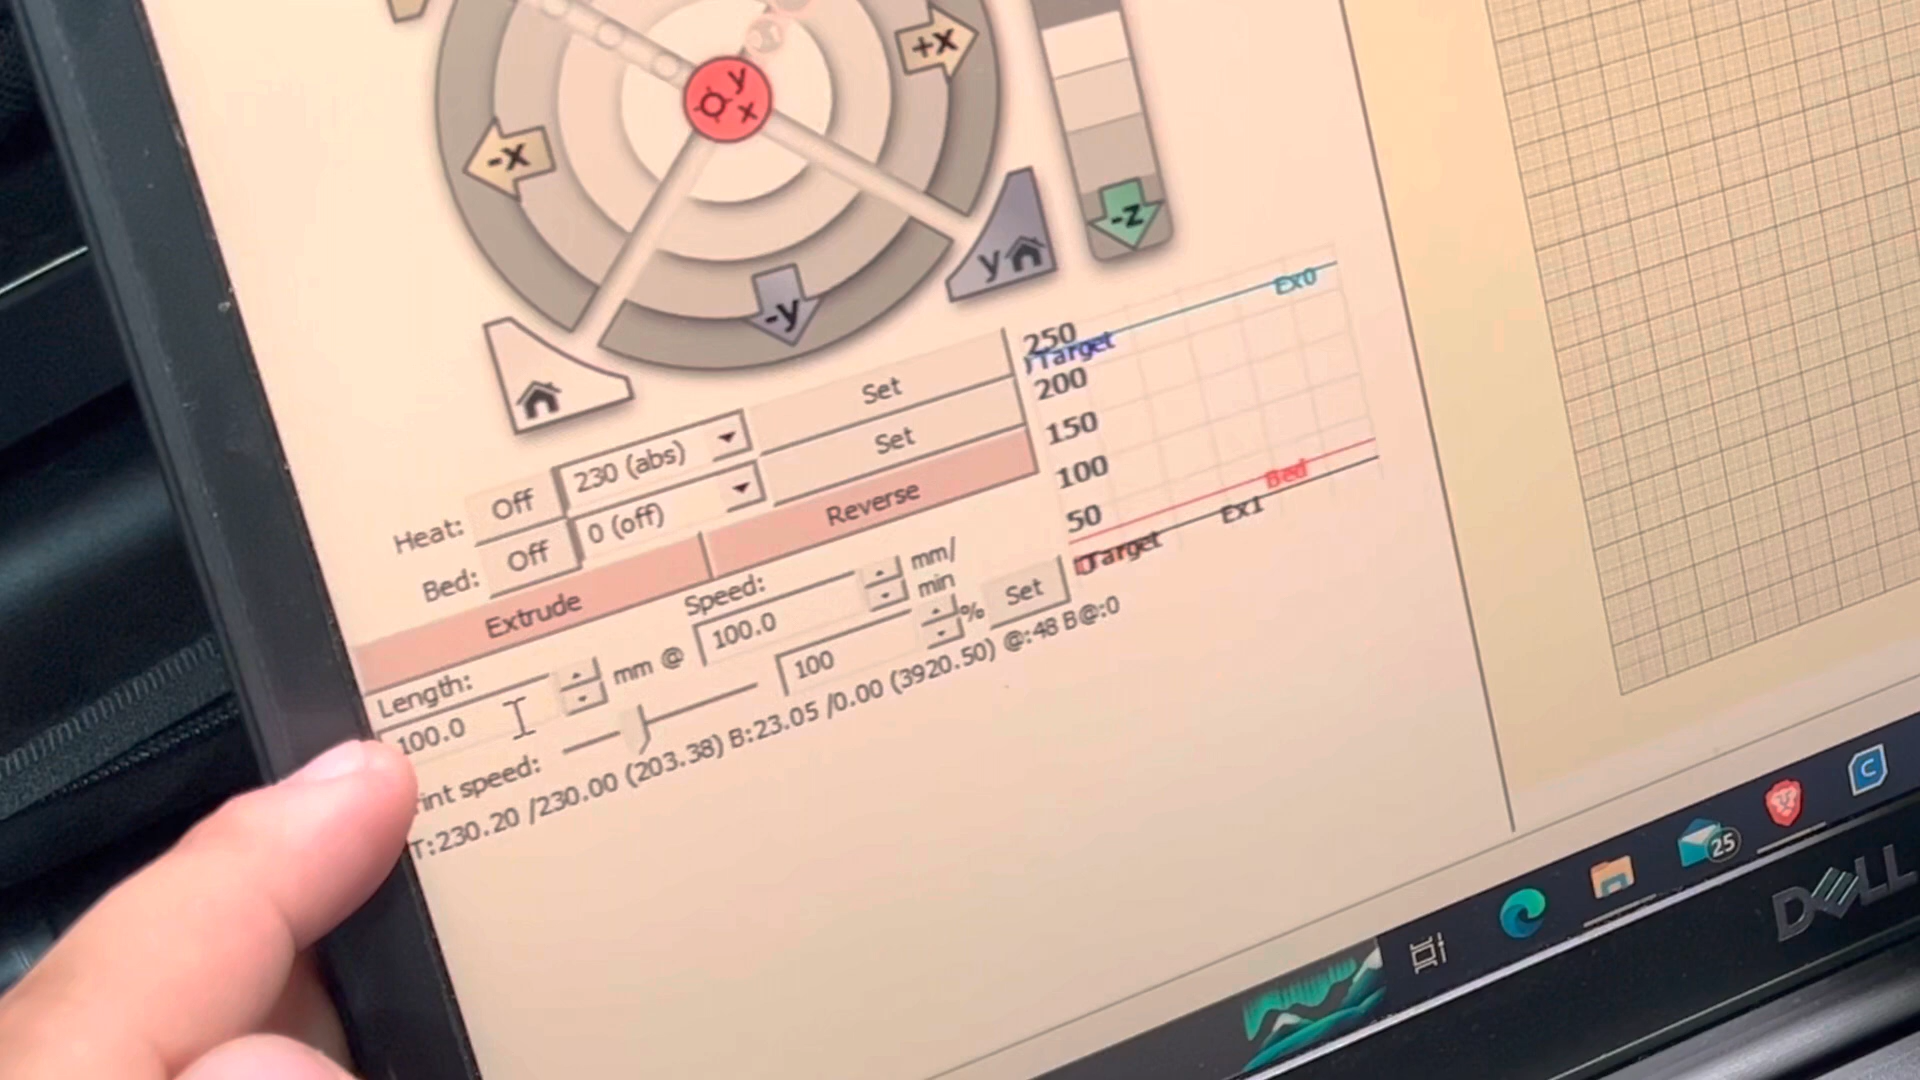 +X
y
x
-X
y
-y
-Z
Ex0
250
Target
200
150
100
Bed
50
Ex1
Target
Heat: Off 230 (abs) Set
Bed: Off 0 (off) Set
Extrude Reverse
Length: Speed:
100.0 mm @ 100.0 mm/
min
int speed: 100 % Set
T:230.20 /230.00 (203.38) B:23.05 /0.00 (3920.50) @:48 B@:0
25
C
DELL